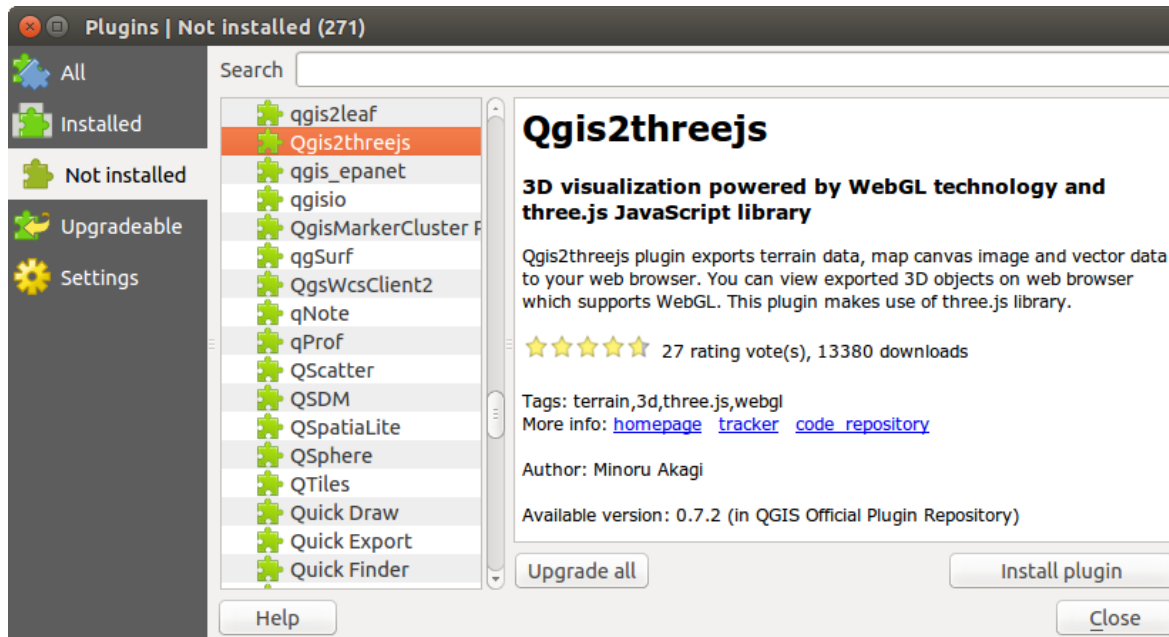 Plugins | Not installed (271)
All
Installed
Not installed
Upgradeable
Settings
Search
qgis2leaf
Qgis2threejs
qgis_epanet
qgisio
QgisMarkerCluster
qgSurf
QgsWcsClient2
qNote
qProf
QScatter
QSDM
QSpatiaLite
QSphere
QTiles
Quick Draw
Quick Export
Quick Finder
Qgis2threejs
3D visualization powered by WebGL technology and
three.js JavaScript library
Qgis2threejs plugin exports terrain data, map canvas image and vector data
to your web browser. You can view exported 3D objects on web browser
which supports WebGL. This plugin makes use of three.js library.
27 rating vote(s), 13380 downloads
Tags: terrain,3d,three.js,webgl
More info: homepage tracker code repository
Author: Minoru Akagi
Available version: 0.7.2 (in QGIS Official Plugin Repository)
Upgrade all
Install plugin
Help
Close